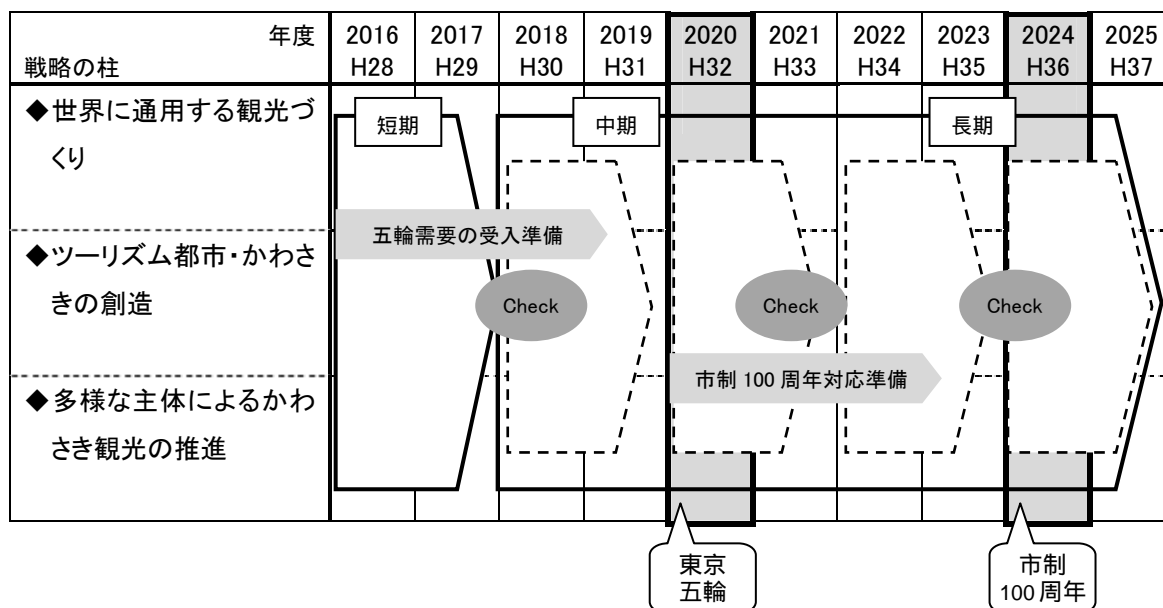 年度 2016 2017 2018 2019 2020 2021 2022 2023 2024 2025
戦略の柱 H28 H29 H30 H31 H32 H33 H34 H35 H36 H37
◆世界に通用する観光づ
くり
短期 中期 長期
五輪需要の受入準備
◆ツーリズム都市・かわさ
きの創造
Check Check Check
市制 100 周年対応準備
◆多様な主体によるかわ
さき観光の推進
東京
五輪
市制
100 周年